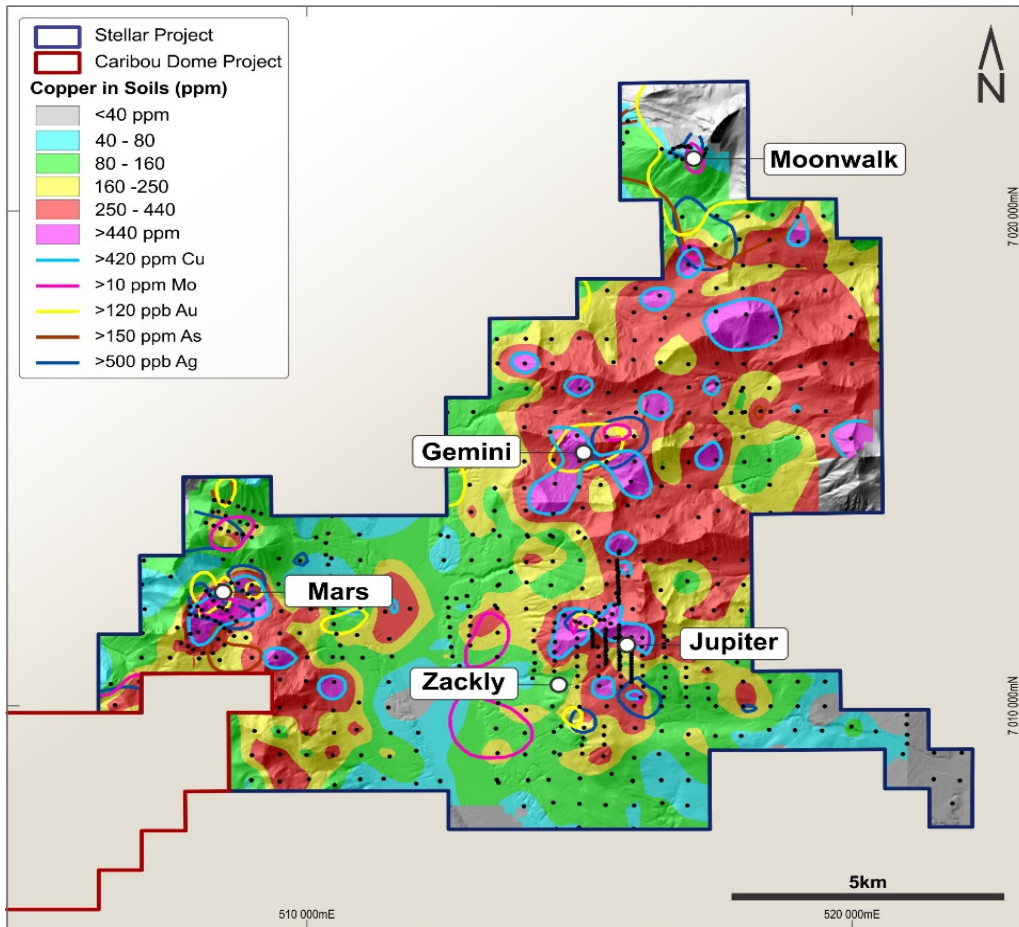 Stellar Project
Caribou Dome Project
Copper in Soils (ppm)
<40 ppm
40 - 80
80 - 160
160 -250
250 - 440
>440 ppm
>420 ppm Cu
>10 ppm Mo
>120 ppb Au
>150 ppm As
>500 ppb Ag
N
Moonwalk
7 020 000mN
Gemini
Mars
Jupiter
Zackly
7 010 000mN
5km
510 000mE
520 000mE